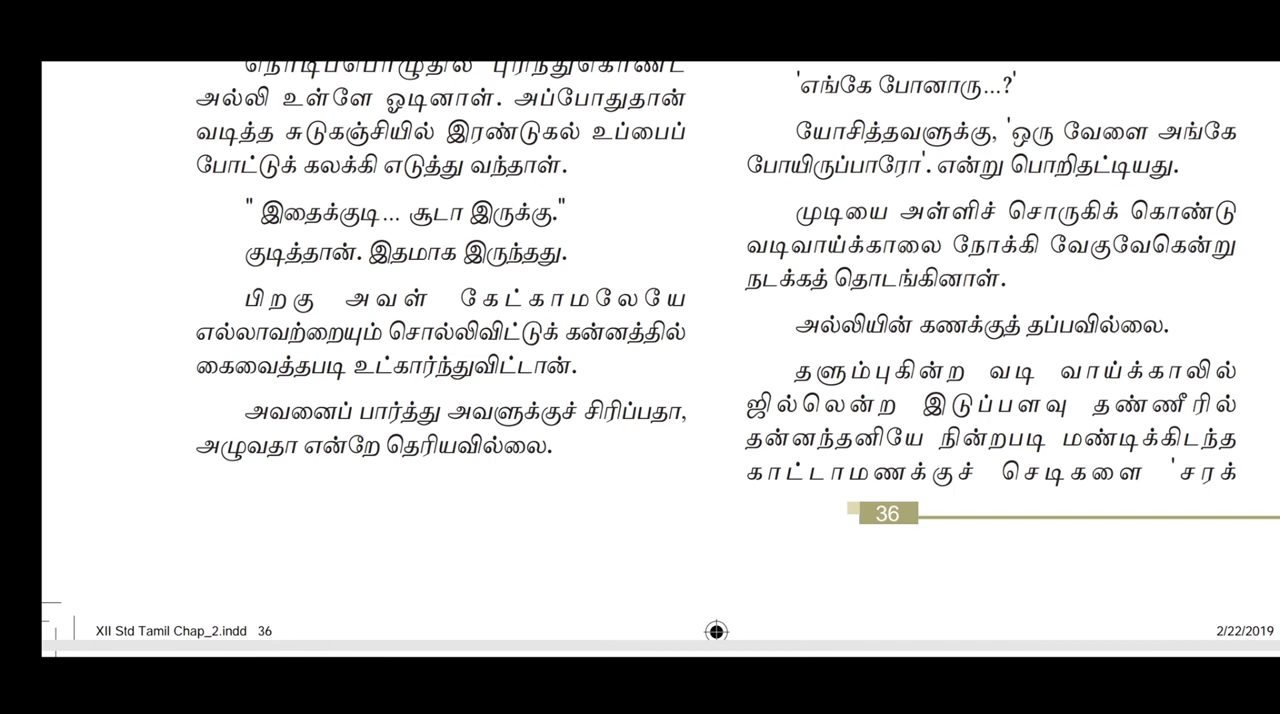 நொடிப்பொழுதில் புரிந்துகொண்ட
அல்லி உள்ளே ஓடினாள். அப்போதுதான்
வடித்த சுடுகஞ்சியில் இரண்டுகல் உப்பைப்
போட்டுக் கலக்கி எடுத்து வந்தாள்.
" இதைக்குடி... சூடா இருக்கு."
குடித்தான். இதமாக இருந்தது.
பிறகு அவள் கேட்காமலேயே
எல்லாவற்றையும் சொல்லிவிட்டுக் கன்னத்தில்
கைவைத்தபடி உட்கார்ந்துவிட்டான்.
அவனைப் பார்த்து அவளுக்குச் சிரிப்பதா,
அழுவதா என்றே தெரியவில்லை.
'எங்கே போனாரு...?'
யோசித்தவளுக்கு, 'ஒரு வேளை அங்கே
போயிருப்பாரோ'. என்று பொறிதட்டியது.
முடியை அள்ளிச் சொருகிக் கொண்டு
வடிவாய்க்காலை நோக்கி வேகுவேகென்று
நடக்கத் தொடங்கினாள்.
அல்லியின் கணக்குத் தப்பவில்லை.
தளும்புகின்ற வடி வாய்க்காலில்
ஜில்லென்ற இடுப்பளவு தண்ணீரில்
தன்னந்தனியே நின்றபடி மண்டிக்கிடந்த
காட்டாமணக்குச் செடிகளை 'சரக்
36
XII Std Tamil Chap_2.indd 36
2/22/2019